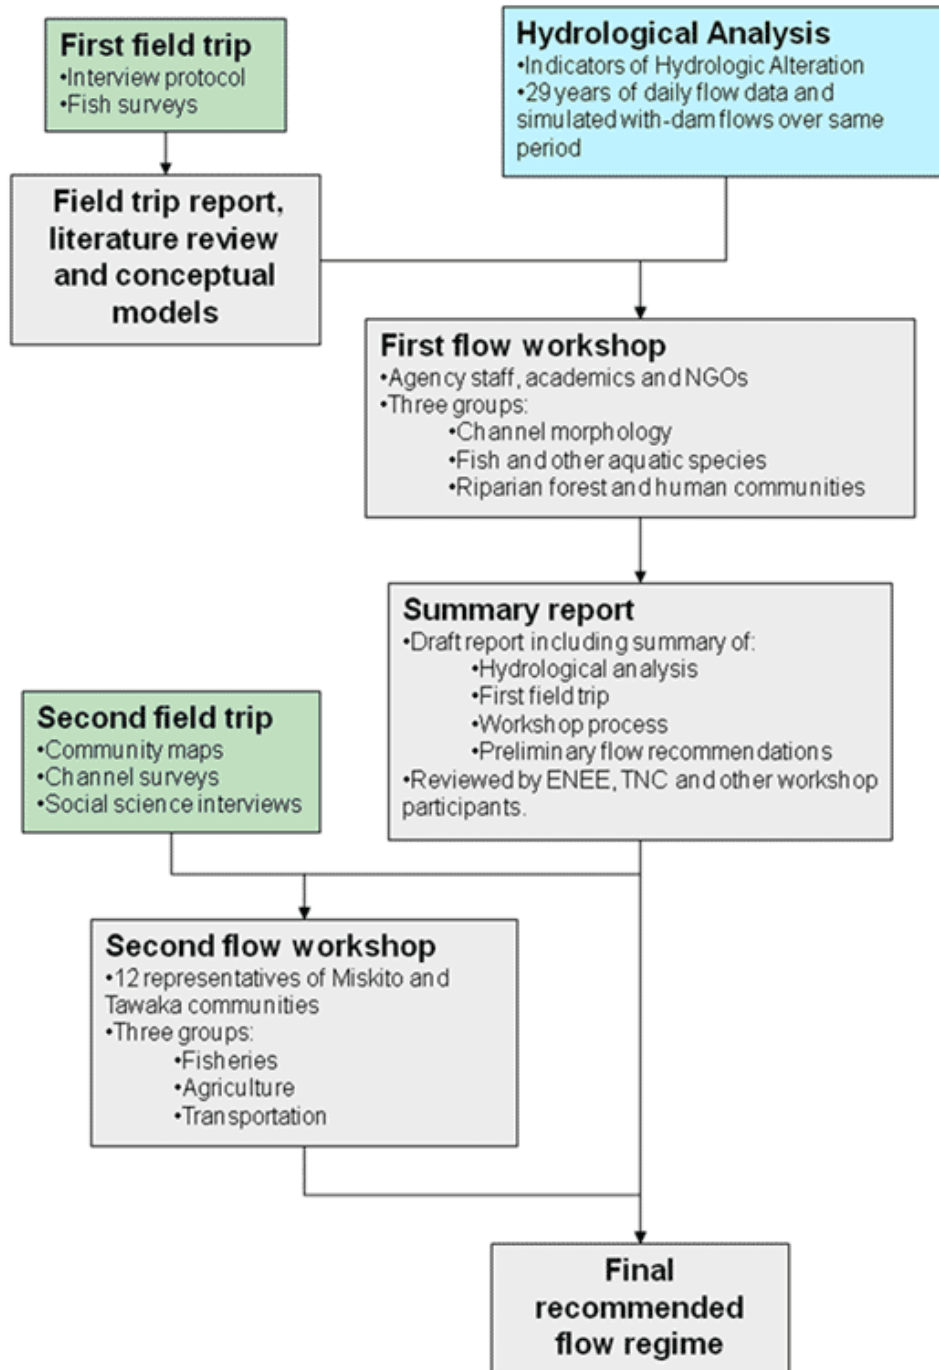 First field trip
•Interview protocol
•Fish surveys
Hydrological Analysis
•Indicators of Hydrologic Alteration
•29 years of daily flow data and
simulated with-dam flows over same
period
Field trip report,
literature review
and conceptual
models
First flow workshop
•Agency staff, academics and NGOs
•Three groups:
•Channel morphology
•Fish and other aquatic species
•Riparian forest and human communities
Summary report
•Draft report including summary of:
•Hydrological analysis
•First field trip
•Workshop process
•Preliminary flow recommendations
•Reviewed by ENEE, TNC and other workshop
participants.
Second field trip
•Community maps
•Channel surveys
•Social science interviews
Second flow workshop
•12 representatives of Miskito and
Tawaka communities
•Three groups:
•Fisheries
•Agriculture
•Transportation
Final
recommended
flow regime